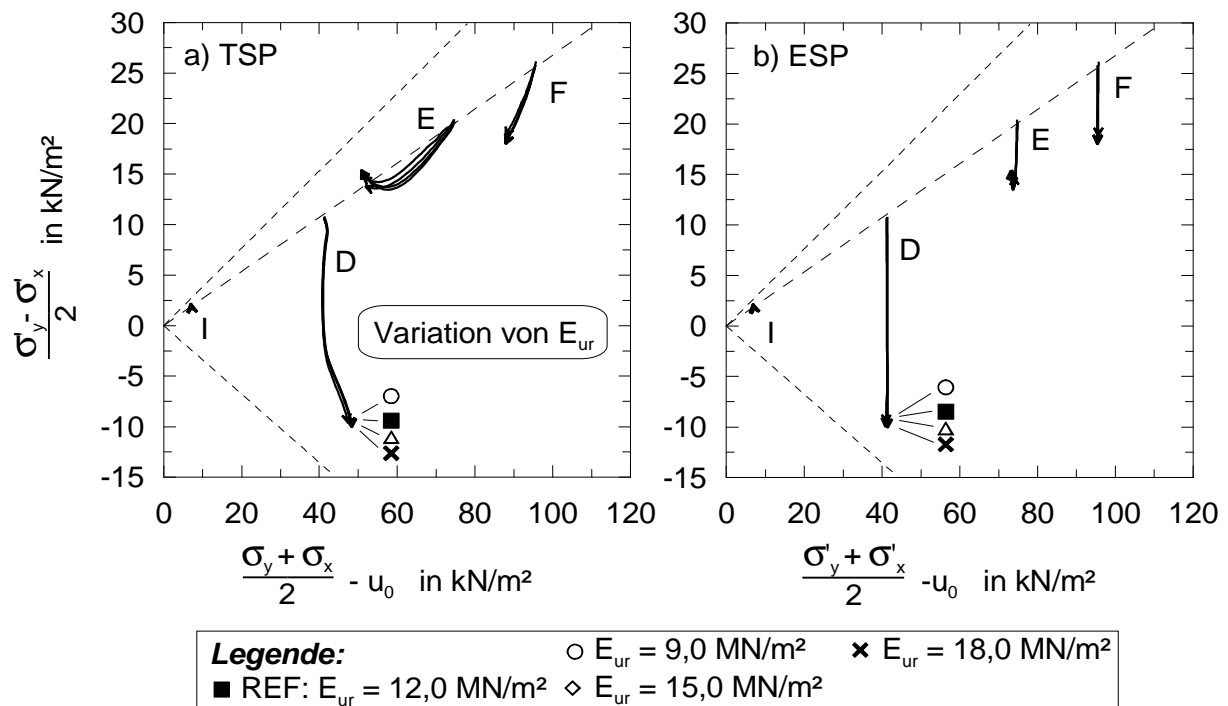 a) TSP
b) ESP
30
25
20
15
10
5
0
-5
-10
-15
30
25
20
15
10
5
0
-5
-10
-15
F
E
D
I
F
E
D
I
Variation von E_ur
0 20 40 60 80 100 120
0 20 40 60 80 100 120
(σ'_y - σ'_x)/2 in kN/m²
(σ_y + σ_x)/2 - u_0 in kN/m²
(σ'_y + σ'_x)/2 -u_0 in kN/m²
Legende:
E_ur = 9,0 MN/m²
E_ur = 18,0 MN/m²
REF: E_ur = 12,0 MN/m²
E_ur = 15,0 MN/m²